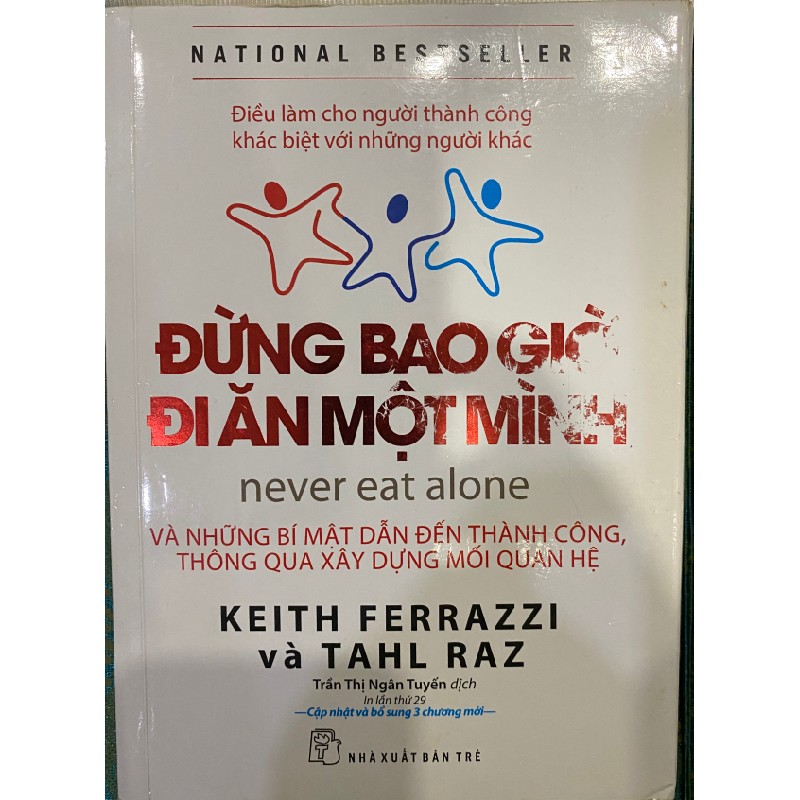 NATIONAL BESTSELLER
Điều làm cho người thành công
khác biệt với những người khác
ĐỪNG BAO GIỜ
ĐI ĂN MỘT MÌNH
never eat alone
VÀ NHỮNG BÍ MẬT DẪN ĐẾN THÀNH CÔNG,
THÔNG QUA XÂY DỰNG MỐI QUAN HỆ
KEITH FERRAZZI
và TAHL RAZ
Trần Thị Ngân Tuyến dịch
In lần thứ 29
—Cập nhật và bổ sung 3 chương mới—
NHÀ XUẤT BẢN TRẺ